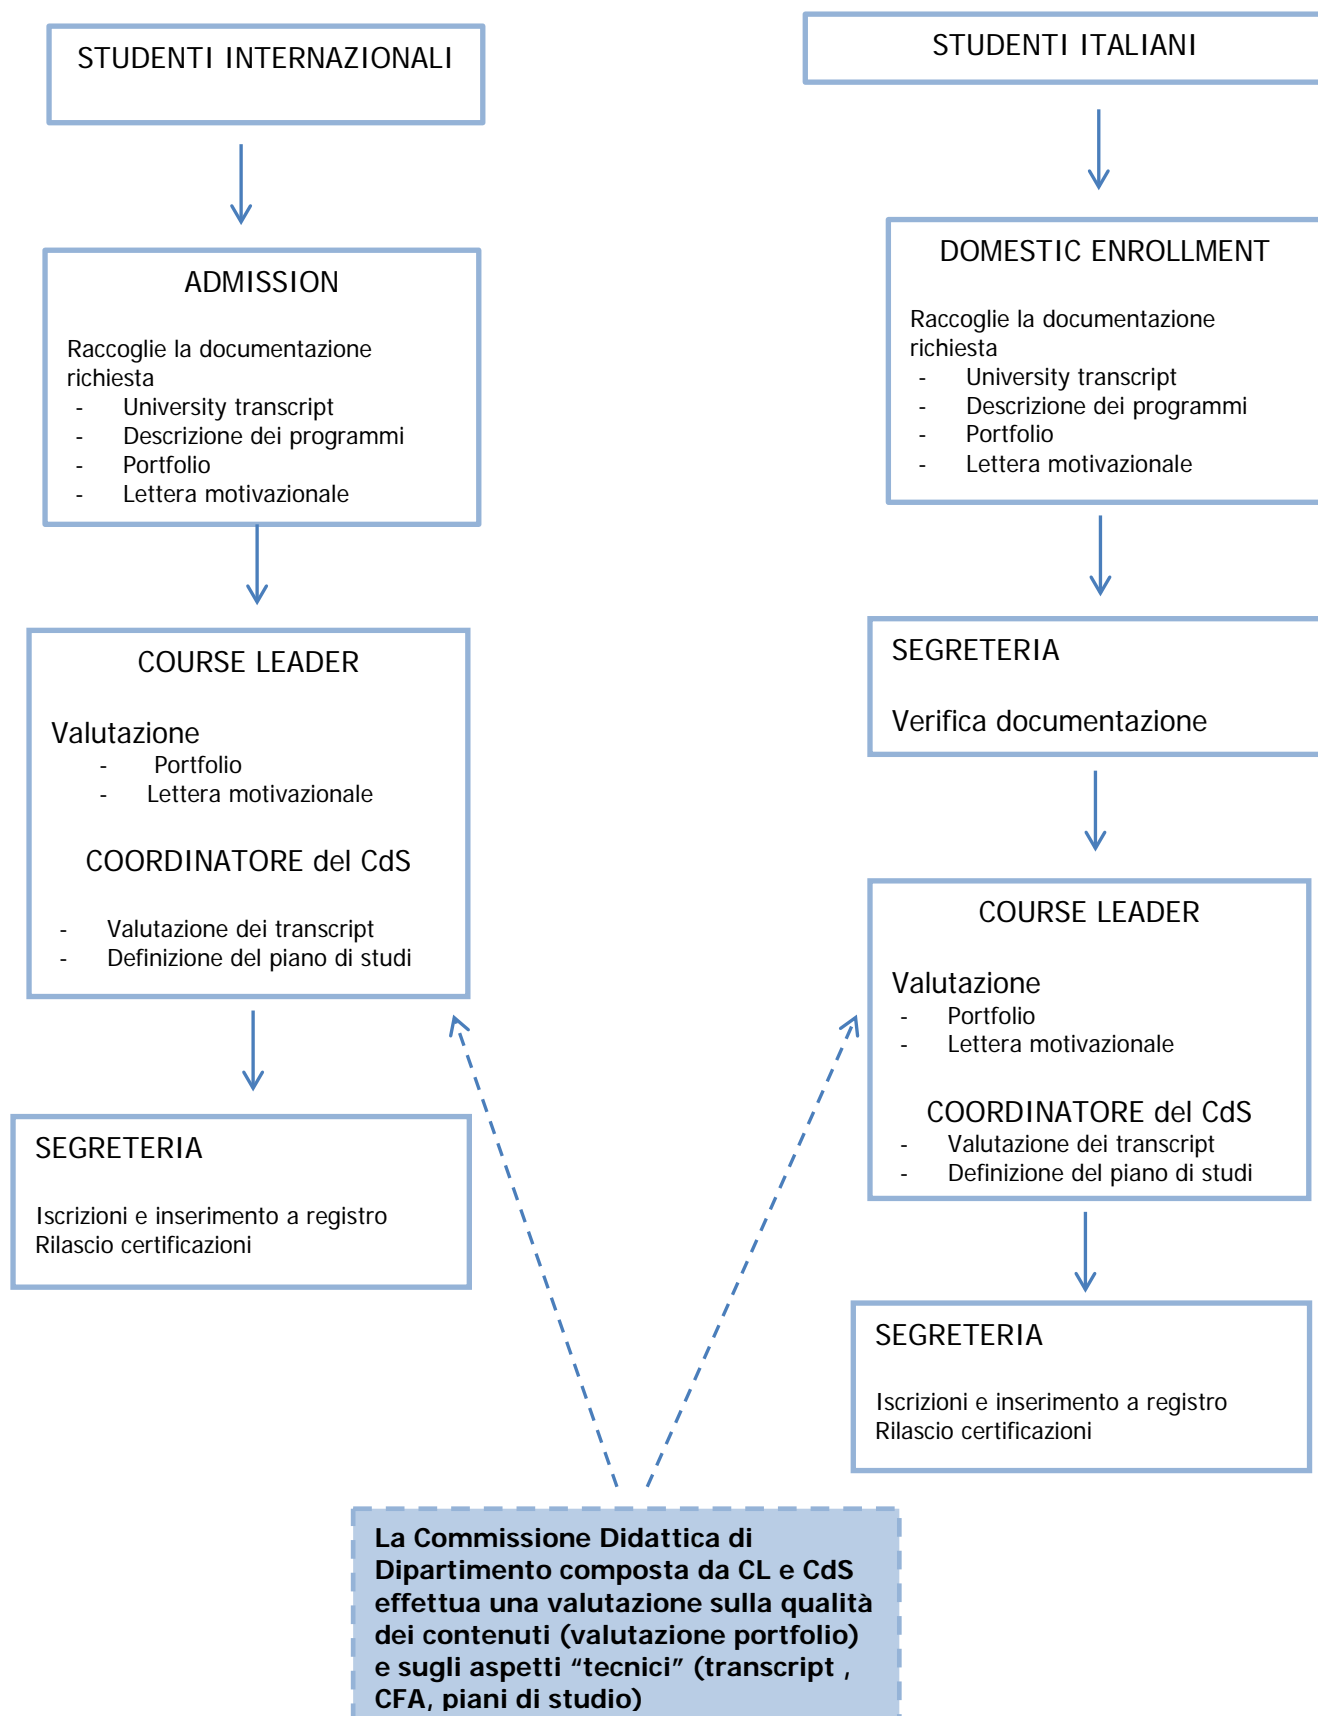 STUDENTI INTERNAZIONALI
ADMISSION
Raccoglie la documentazione
richiesta
- University transcript
- Descrizione dei programmi
- Portfolio
- Lettera motivazionale
COURSE LEADER
Valutazione
- Portfolio
- Lettera motivazionale
COORDINATORE del CdS
- Valutazione dei transcript
- Definizione del piano di studi
SEGRETERIA
Iscrizioni e inserimento a registro
Rilascio certificazioni
STUDENTI ITALIANI
DOMESTIC ENROLLMENT
Raccoglie la documentazione
richiesta
- University transcript
- Descrizione dei programmi
- Portfolio
- Lettera motivazionale
SEGRETERIA
Verifica documentazione
COURSE LEADER
Valutazione
- Portfolio
- Lettera motivazionale
COORDINATORE del CdS
- Valutazione dei transcript
- Definizione del piano di studi
SEGRETERIA
Iscrizioni e inserimento a registro
Rilascio certificazioni
La Commissione Didattica di
Dipartimento composta da CL e CdS
effettua una valutazione sulla qualità
dei contenuti (valutazione portfolio)
e sugli aspetti “tecnici” (transcript ,
CFA, piani di studio)